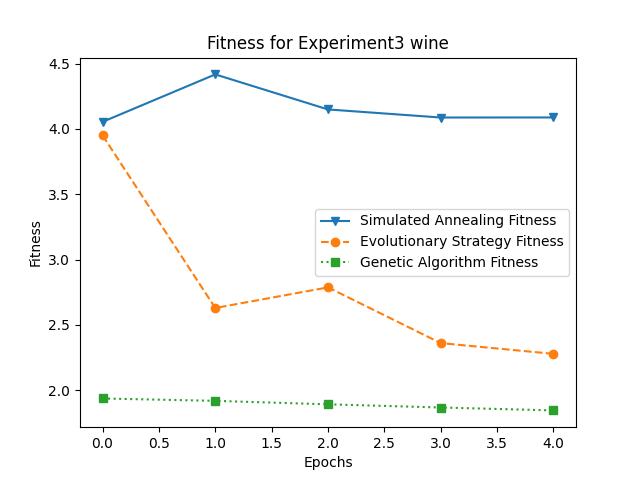 Fitness for Experiment3 wine
4.5
4.0
3.5
3.0
2.5
2.0
Fitness
Simulated Annealing Fitness
Evolutionary Strategy Fitness
Genetic Algorithm Fitness
0.0 0.5 1.0 1.5 2.0 2.5 3.0 3.5 4.0
Epochs